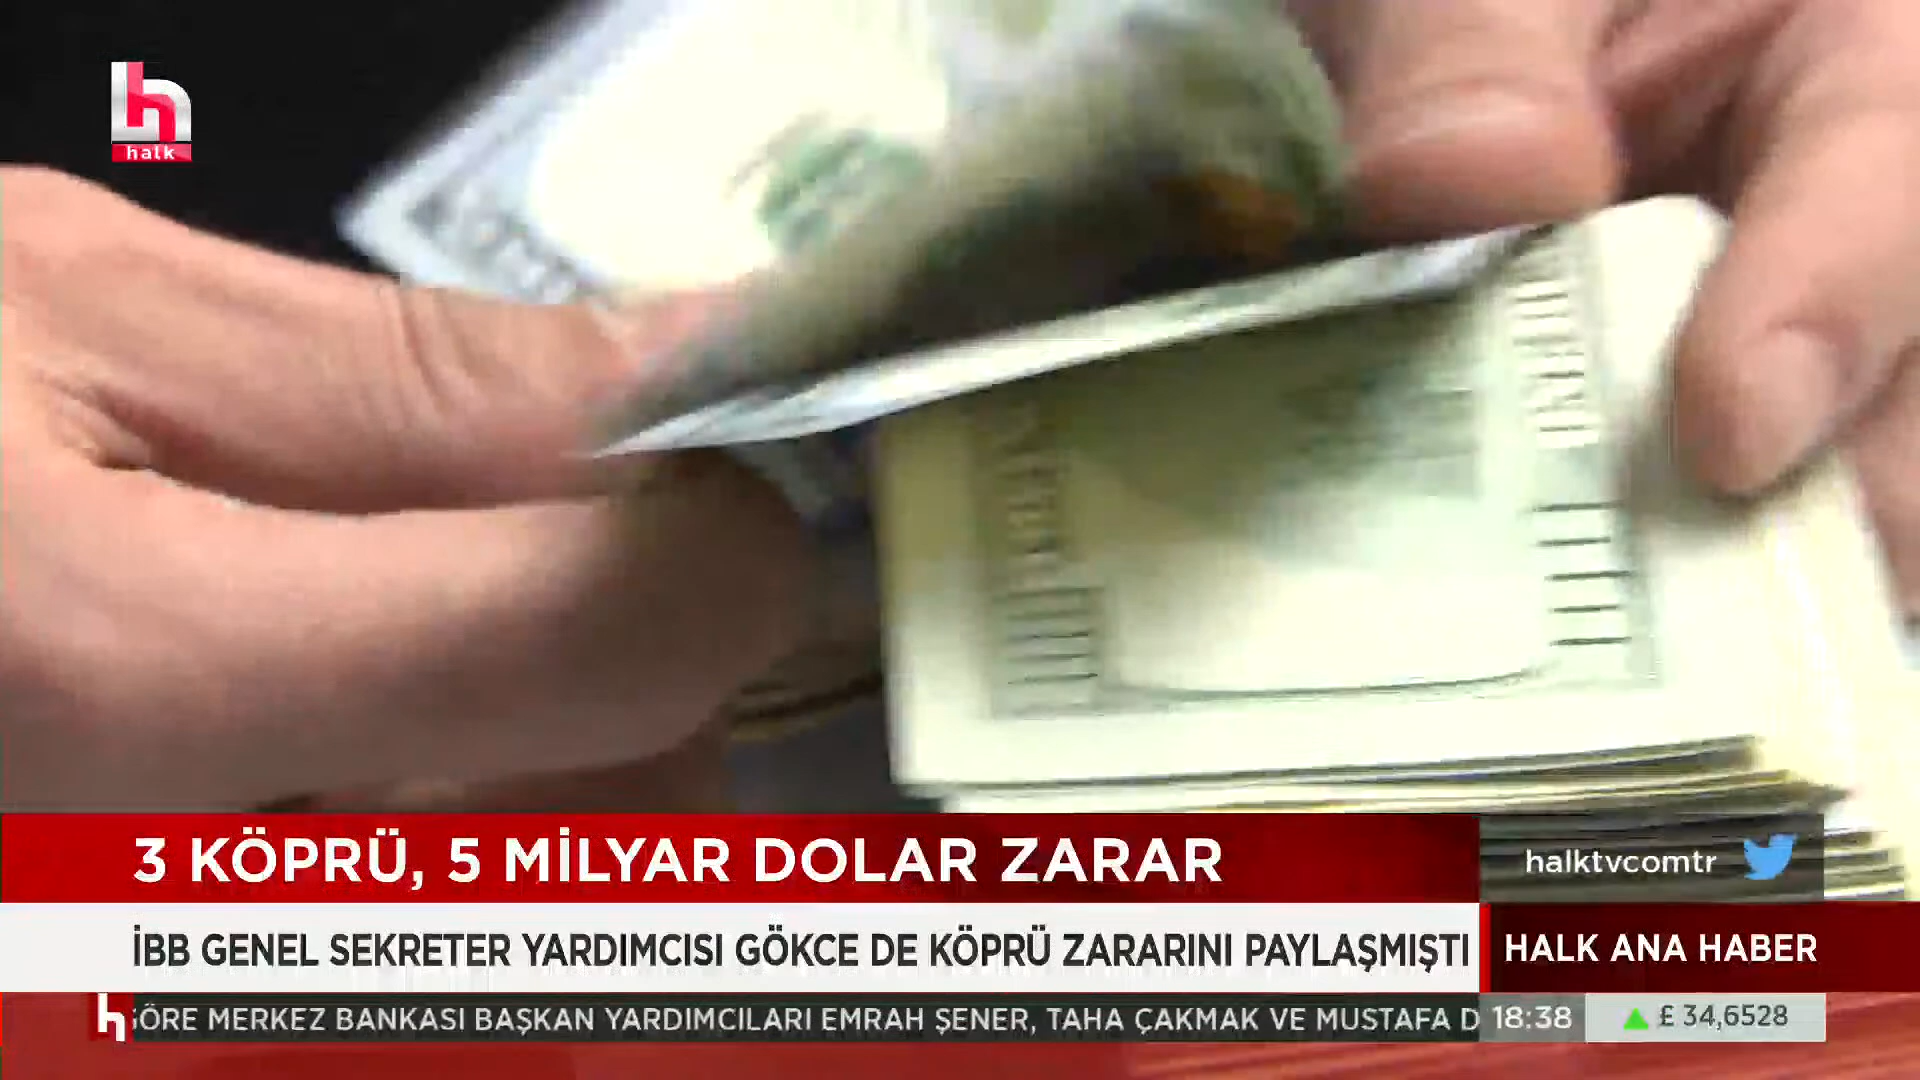 halk
3 KÖPRÜ, 5 MİLYAR DOLAR ZARAR
halktvcomtr
İBB GENEL SEKRETER YARDIMCISI GÖKCE DE KÖPRÜ ZARARINI PAYLAŞMIŞTI
HALK ANA HABER
GÖRE MERKEZ BANKASI BAŞKAN YARDIMCILARI EMRAH ŞENER, TAHA ÇAKMAK VE MUSTAFA D
18:38
£ 34,6528